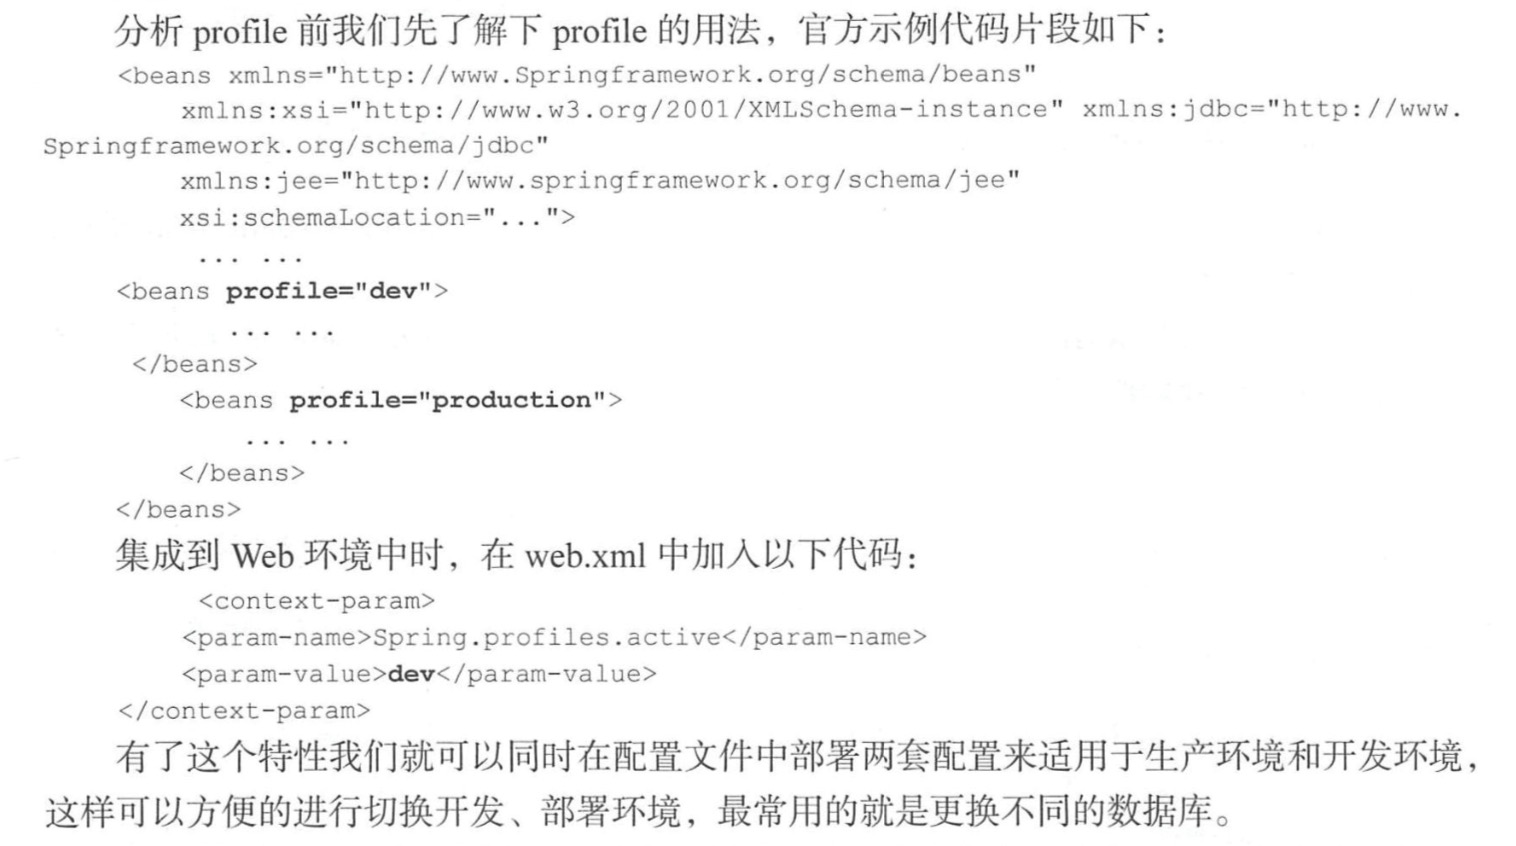 分析 profile 前我们先了解下 profile 的用法，官方示例代码片段如下：
<beans xmlns="http://www.Springframework.org/schema/beans"
xmlns:xsi="http://www.w3.org/2001/XMLSchema-instance" xmlns:jdbc="http://www.
Springframework.org/schema/jdbc"
xmlns:jee="http://www.springframework.org/schema/jee"
xsi:schemaLocation="...">
... ...
<beans profile="dev">
... ...
</beans>
<beans profile="production">
... ...
</beans>
</beans>
集成到 Web 环境中时，在 web.xml 中加入以下代码：
<context-param>
<param-name>Spring.profiles.active</param-name>
<param-value>dev</param-value>
</context-param>
有了这个特性我们就可以同时在配置文件中部署两套配置来适用于生产环境和开发环境，
这样可以方便的进行切换开发、部署环境，最常用的就是更换不同的数据库。